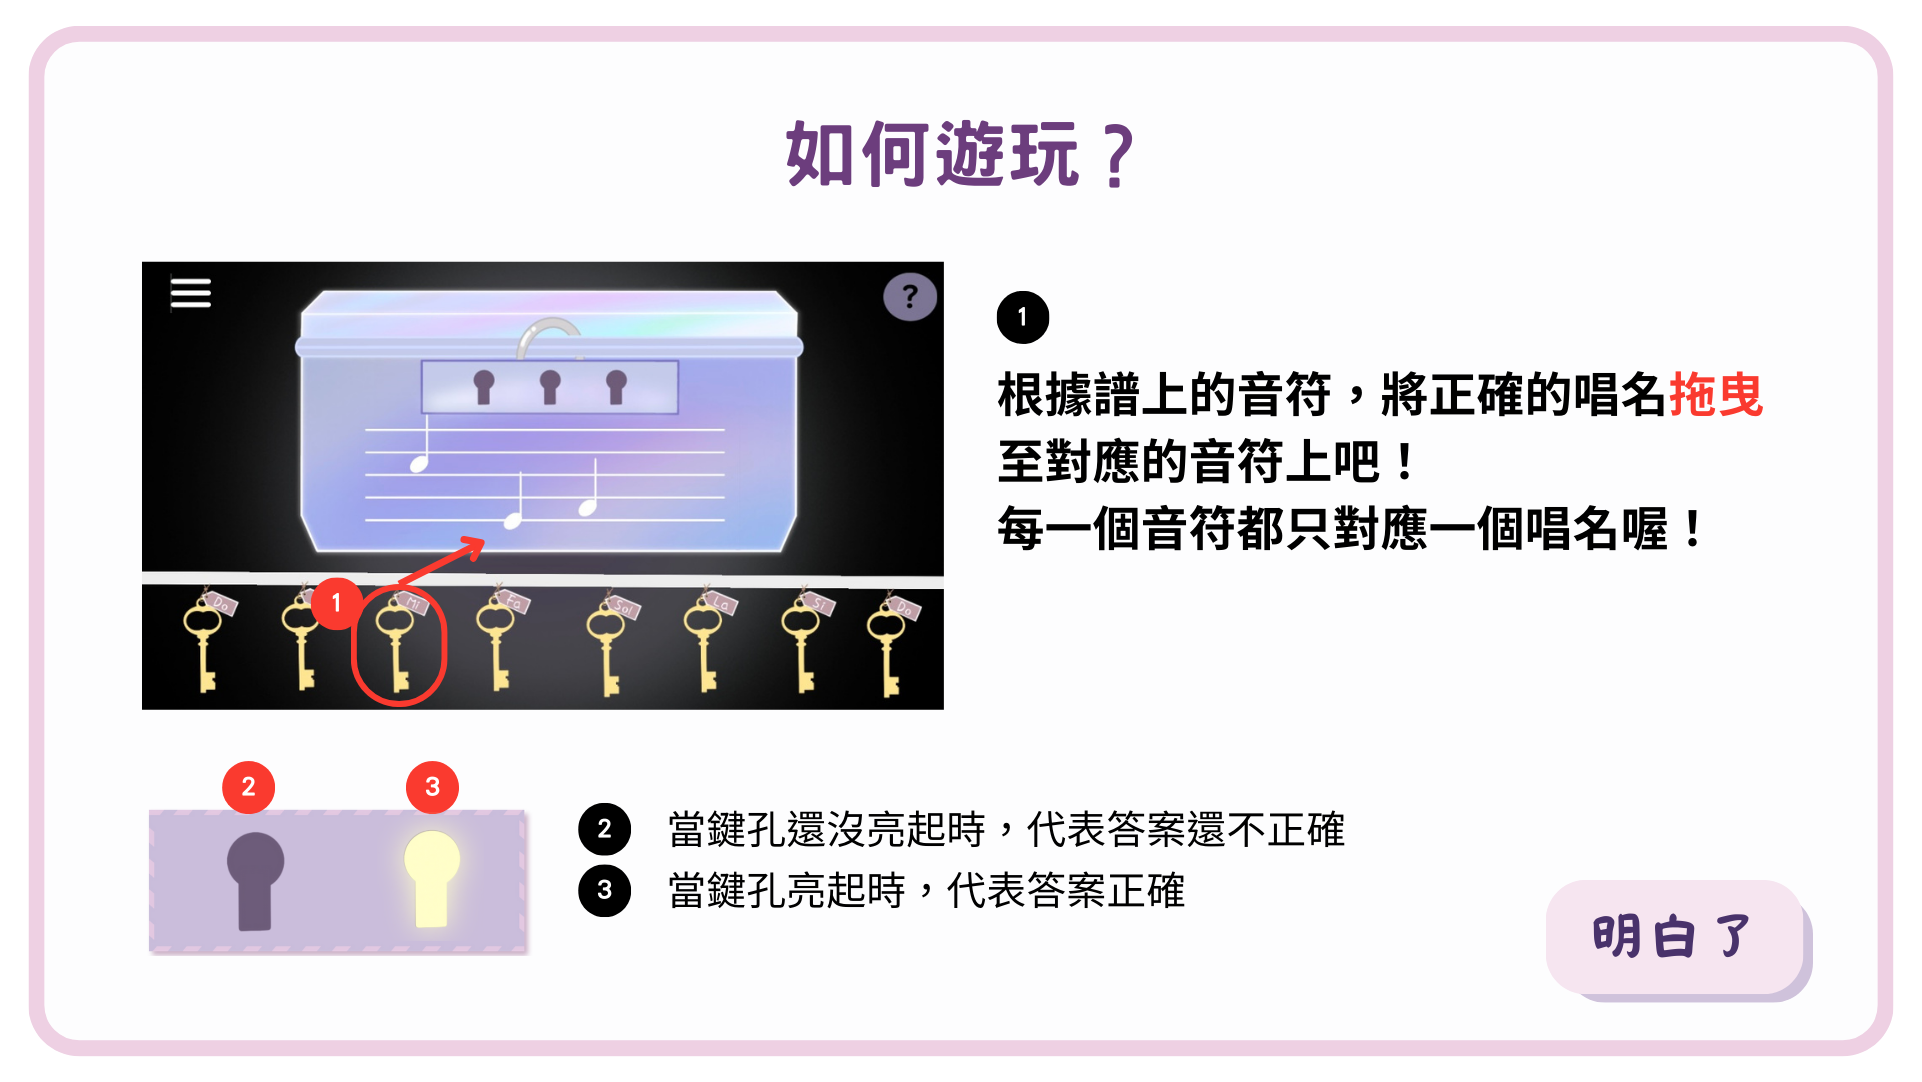 如何遊玩？
?
Do
1
Mi
Fa
Sol
La
Si
Do
1
根據譜上的音符，將正確的唱名拖曳
至對應的音符上吧！
每一個音符都只對應一個唱名喔！
2
3
2 當鍵孔還沒亮起時，代表答案還不正確
3 當鍵孔亮起時，代表答案正確
明白了